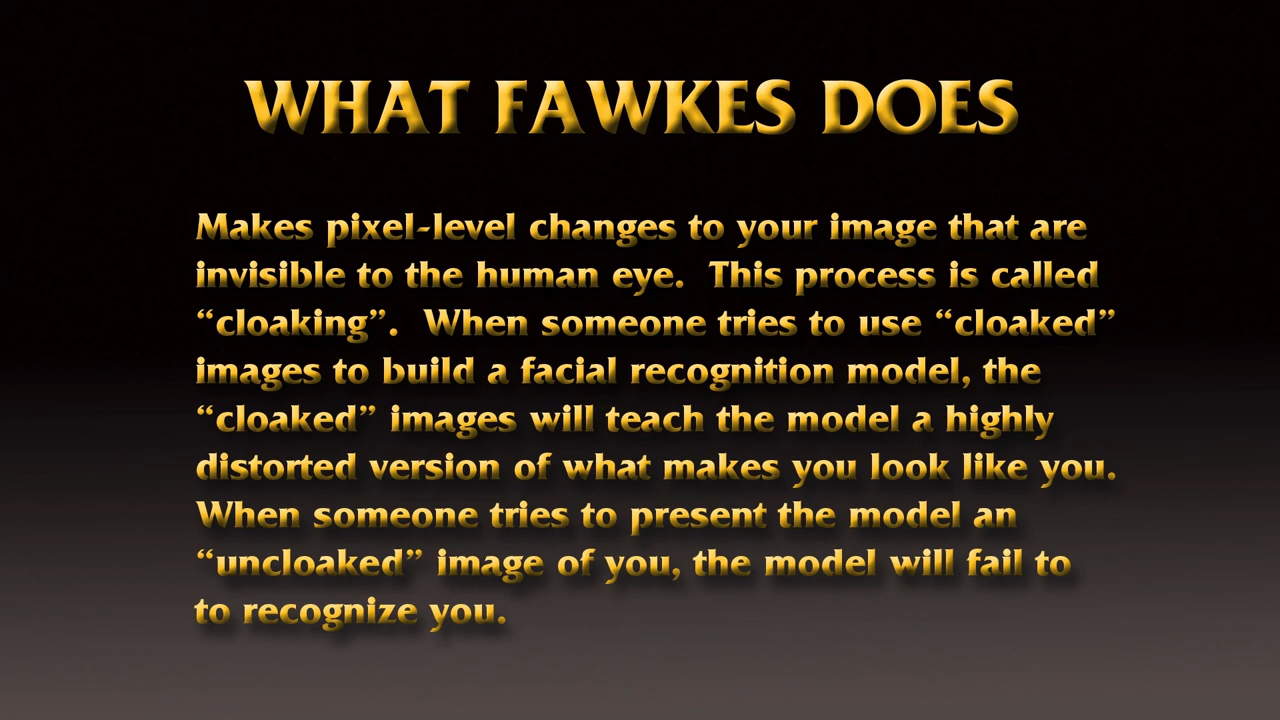 WHAT FAWKES DOES
Makes pixel-level changes to your image that are
invisible to the human eye.  This process is called
“cloaking”.  When someone tries to use “cloaked”
images to build a facial recognition model, the
“cloaked” images will teach the model a highly
distorted version of what makes you look like you.
When someone tries to present the model an
“uncloaked” image of you, the model will fail to
to recognize you.